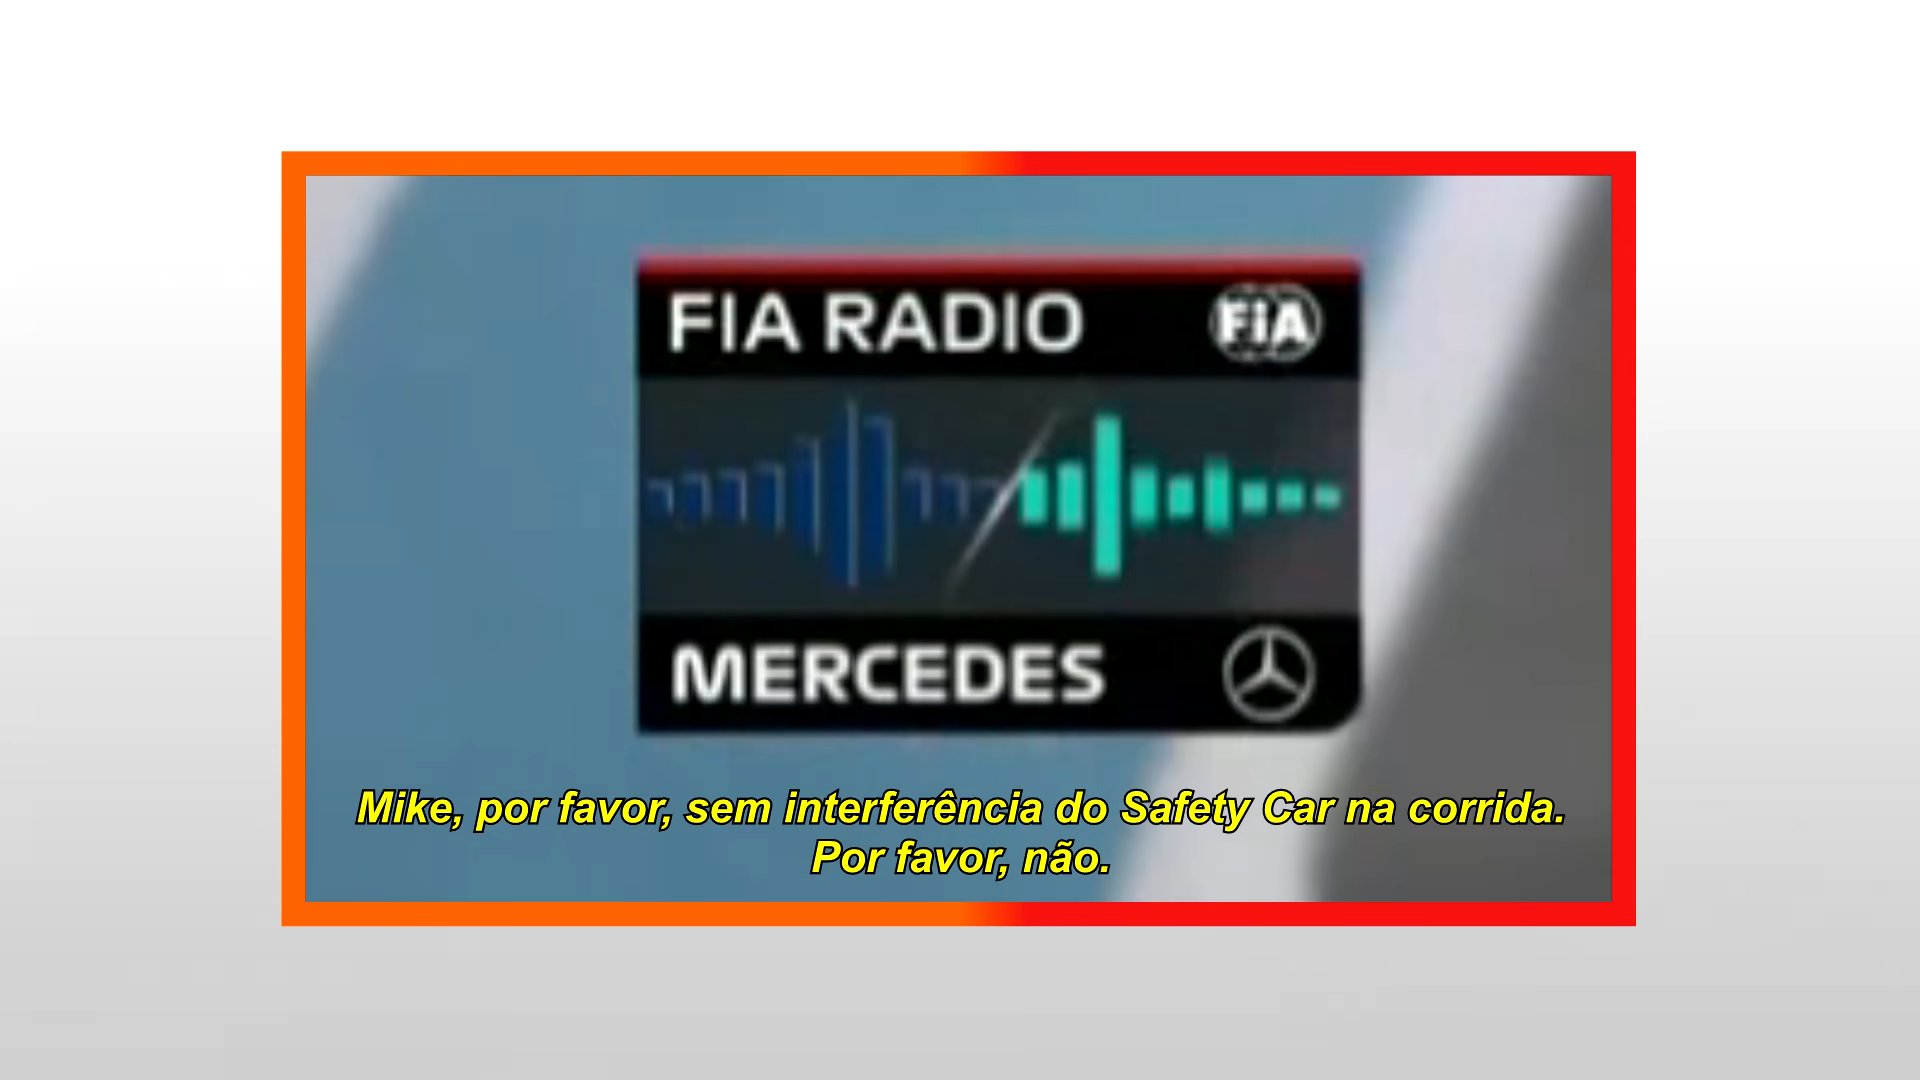 FIA RADIO FiA
MERCEDES
Mike, por favor, sem interferência do Safety Car na corrida.
Por favor, não.